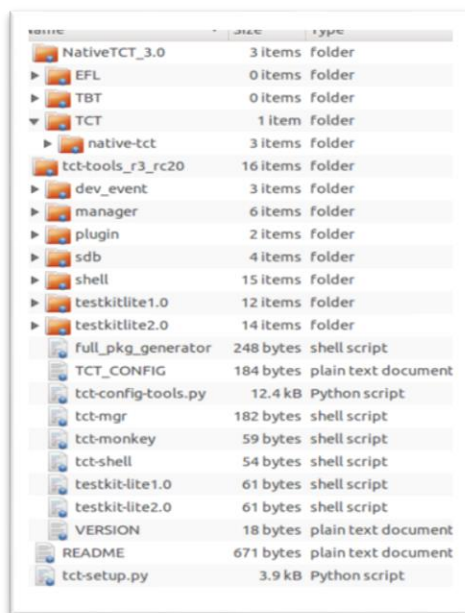 Name Size Type
NativeTCT_3.0 3 items folder
EFL 0 items folder
TBT 0 items folder
TCT 1 item folder
native-tct 3 items folder
tct-tools_r3_rc20 16 items folder
dev_event 3 items folder
manager 6 items folder
plugin 2 items folder
sdb 4 items folder
shell 15 items folder
testkitlite1.0 12 items folder
testkitlite2.0 14 items folder
full_pkg_generator 248 bytes shell script
TCT_CONFIG 184 bytes plain text document
tct-config-tools.py 12.4 kB Python script
tct-mgr 182 bytes shell script
tct-monkey 59 bytes shell script
tct-shell 54 bytes shell script
testkit-lite1.0 61 bytes shell script
testkit-lite2.0 61 bytes shell script
VERSION 18 bytes plain text document
README 671 bytes plain text document
tct-setup.py 3.9 kB Python script